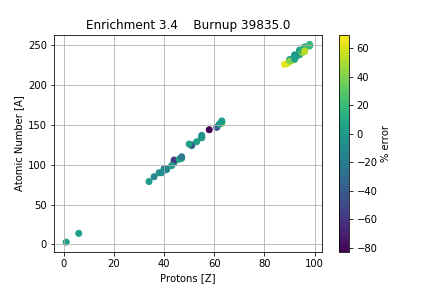 Enrichment 3.4    Burnup 39835.0
250
200
150
100
50
0
Atomic Number [A]
0 20 40 60 80 100
Protons [Z]
60
40
20
0
−20
−40
−60
−80
% error